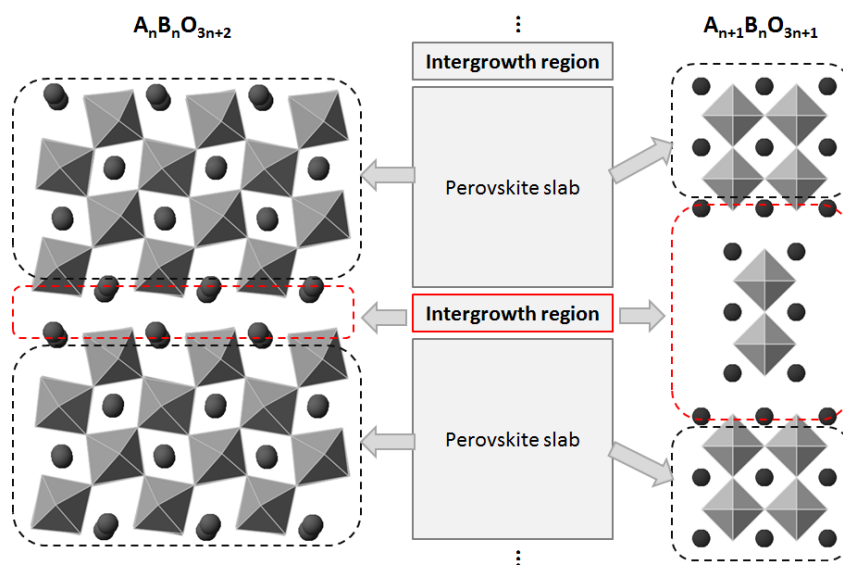 AₙBₙO₃ₙ₊₂
⋮
Aₙ₊₁BₙO₃ₙ₊₁
Intergrowth region
Perovskite slab
Intergrowth region
Perovskite slab
⋮